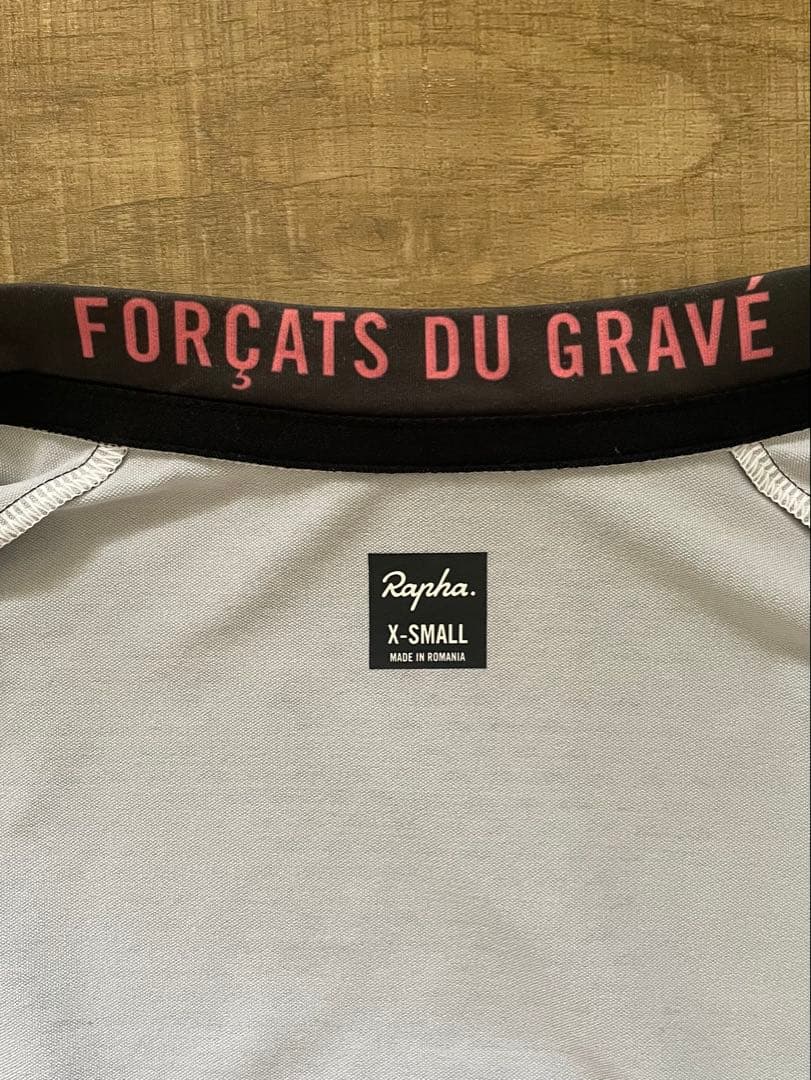 FORÇATS DU GRAVÉ
Rapha.
X-SMALL
MADE IN ROMANIA